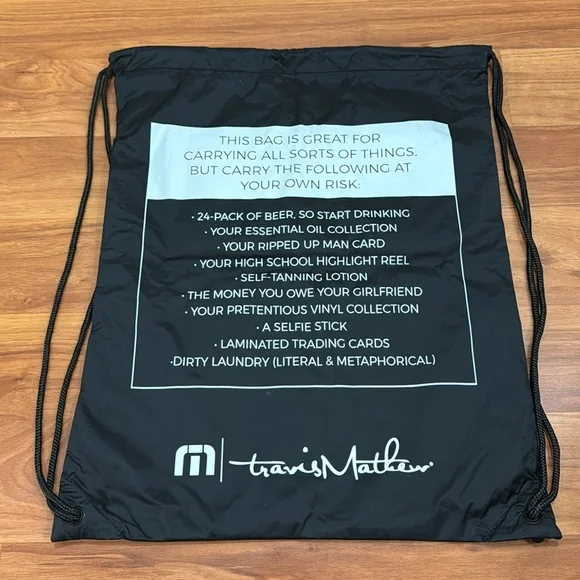 THIS BAG IS GREAT FOR
CARRYING ALL SORTS OF THINGS.
BUT CARRY THE FOLLOWING AT
YOUR OWN RISK:
• 24-PACK OF BEER, SO START DRINKING
• YOUR ESSENTIAL OIL COLLECTION
• YOUR RIPPED UP MAN CARD
• YOUR HIGH SCHOOL HIGHLIGHT REEL
• SELF-TANNING LOTION
• THE MONEY YOU OWE YOUR GIRLFRIEND
• YOUR PRETENTIOUS VINYL COLLECTION
• A SELFIE STICK
• LAMINATED TRADING CARDS
•DIRTY LAUNDRY (LITERAL & METAPHORICAL)
m | travisMathew